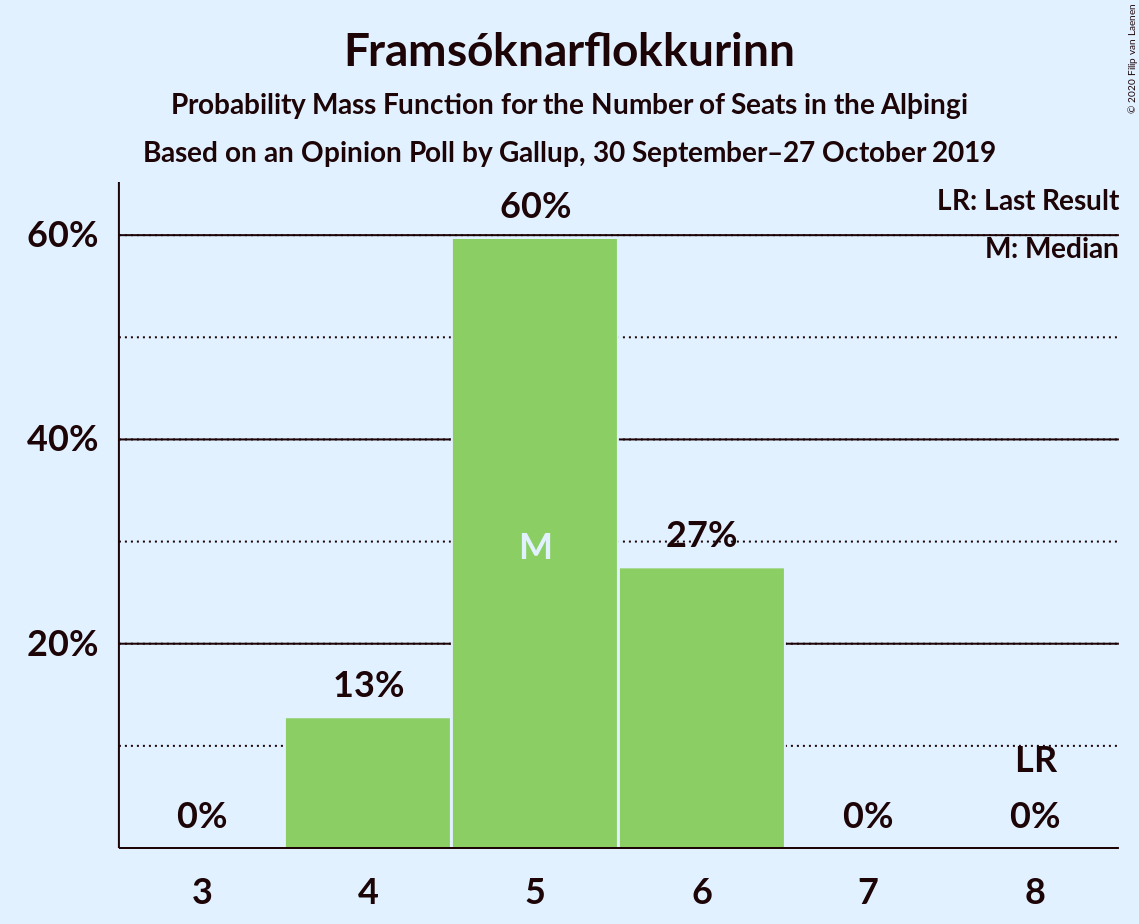 Framsóknarflokkurinn
Probability Mass Function for the Number of Seats in the Alþingi
Based on an Opinion Poll by Gallup, 30 September–27 October 2019
© 2020 Filip van Laenen
LR: Last Result
M: Median
60%
40%
20%
0%
13%
60%
M
27%
0%
LR
0%
3 4 5 6 7 8